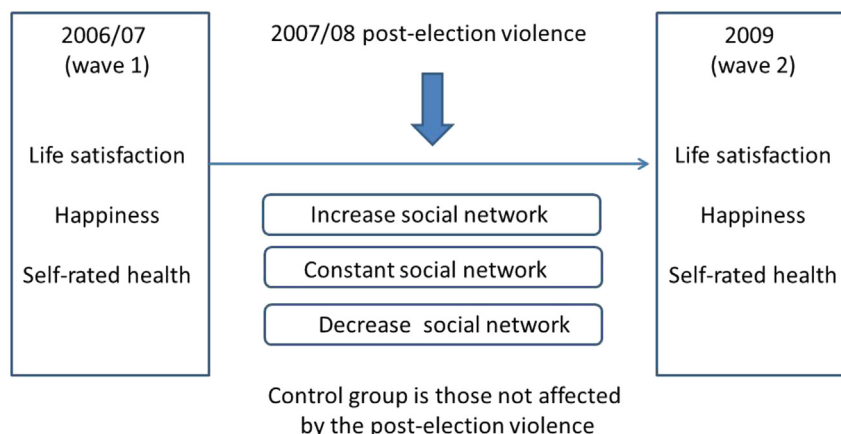 2006/07
(wave 1)
Life satisfaction
Happiness
Self-rated health
2007/08 post-election violence
Increase social network
Constant social network
Decrease social network
Control group is those not affected
by the post-election violence
2009
(wave 2)
Life satisfaction
Happiness
Self-rated health